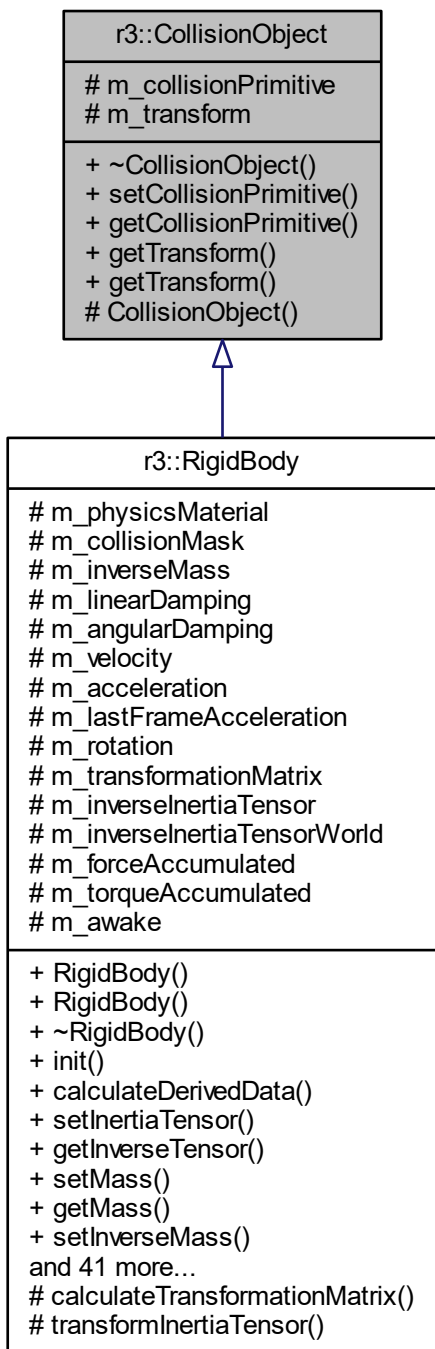 r3::CollisionObject
# m_collisionPrimitive
# m_transform
+ ~CollisionObject()
+ setCollisionPrimitive()
+ getCollisionPrimitive()
+ getTransform()
+ getTransform()
# CollisionObject()
r3::RigidBody
# m_physicsMaterial
# m_collisionMask
# m_inverseMass
# m_linearDamping
# m_angularDamping
# m_velocity
# m_acceleration
# m_lastFrameAcceleration
# m_rotation
# m_transformationMatrix
# m_inverseInertiaTensor
# m_inverseInertiaTensorWorld
# m_forceAccumulated
# m_torqueAccumulated
# m_awake
+ RigidBody()
+ RigidBody()
+ ~RigidBody()
+ init()
+ calculateDerivedData()
+ setInertiaTensor()
+ getInverseTensor()
+ setMass()
+ getMass()
+ setInverseMass()
and 41 more...
# calculateTransformationMatrix()
# transformInertiaTensor()